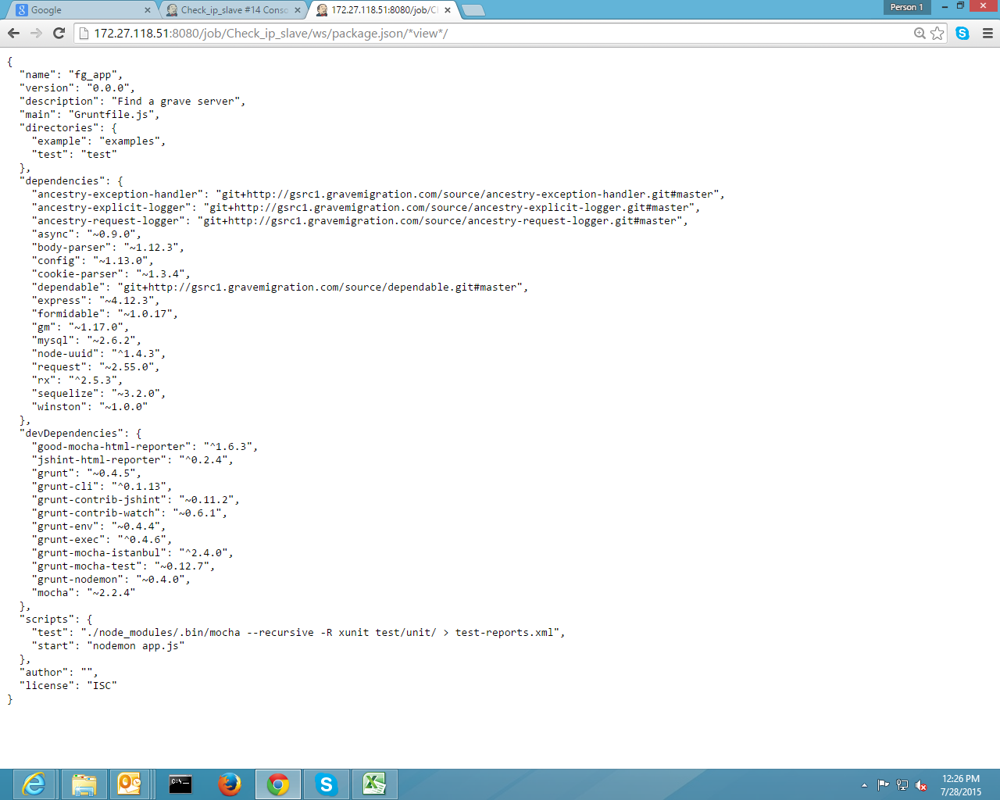 Google
Check_ip_slave #14 Conso
172.27.118.51:8080/job/Ch
Person 1
172.27.118.51:8080/job/Check_ip_slave/ws/package.json/*view*/
{
  "name": "fg_app",
  "version": "0.0.0",
  "description": "Find a grave server",
  "main": "Gruntfile.js",
  "directories": {
    "example": "examples",
    "test": "test"
  },
  "dependencies": {
    "ancestry-exception-handler": "git+http://gsrc1.gravemigration.com/source/ancestry-exception-handler.git#master",
    "ancestry-explicit-logger": "git+http://gsrc1.gravemigration.com/source/ancestry-explicit-logger.git#master",
    "ancestry-request-logger": "git+http://gsrc1.gravemigration.com/source/ancestry-request-logger.git#master",
    "async": "~0.9.0",
    "body-parser": "~1.12.3",
    "config": "~1.13.0",
    "cookie-parser": "~1.3.4",
    "dependable": "git+http://gsrc1.gravemigration.com/source/dependable.git#master",
    "express": "~4.12.3",
    "formidable": "~1.0.17",
    "gm": "~1.17.0",
    "mysql": "~2.6.2",
    "node-uuid": "^1.4.3",
    "request": "~2.55.0",
    "rx": "^2.5.3",
    "sequelize": "~3.2.0",
    "winston": "~1.0.0"
  },
  "devDependencies": {
    "good-mocha-html-reporter": "^1.6.3",
    "jshint-html-reporter": "^0.2.4",
    "grunt": "~0.4.5",
    "grunt-cli": "^0.1.13",
    "grunt-contrib-jshint": "~0.11.2",
    "grunt-contrib-watch": "~0.6.1",
    "grunt-env": "~0.4.4",
    "grunt-exec": "^0.4.6",
    "grunt-mocha-istanbul": "^2.4.0",
    "grunt-mocha-test": "~0.12.7",
    "grunt-nodemon": "~0.4.0",
    "mocha": "~2.2.4"
  },
  "scripts": {
    "test": "./node_modules/.bin/mocha --recursive -R xunit test/unit/ > test-reports.xml",
    "start": "nodemon app.js"
  },
  "author": "",
  "license": "ISC"
}
12:26 PM
7/28/2015